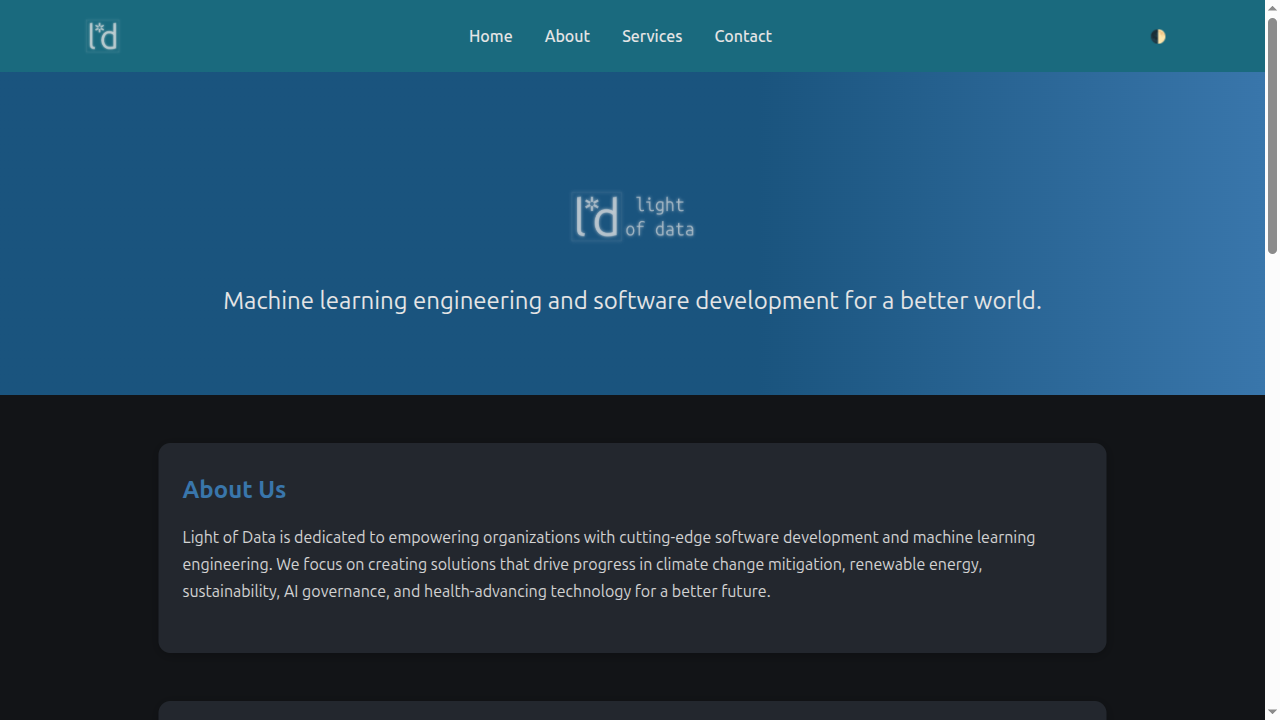 l*d
Home
About
Services
Contact
l*d
light
of data
Machine learning engineering and software development for a better world.
About Us
Light of Data is dedicated to empowering organizations with cutting-edge software development and machine learning
engineering. We focus on creating solutions that drive progress in climate change mitigation, renewable energy,
sustainability, AI governance, and health-advancing technology for a better future.